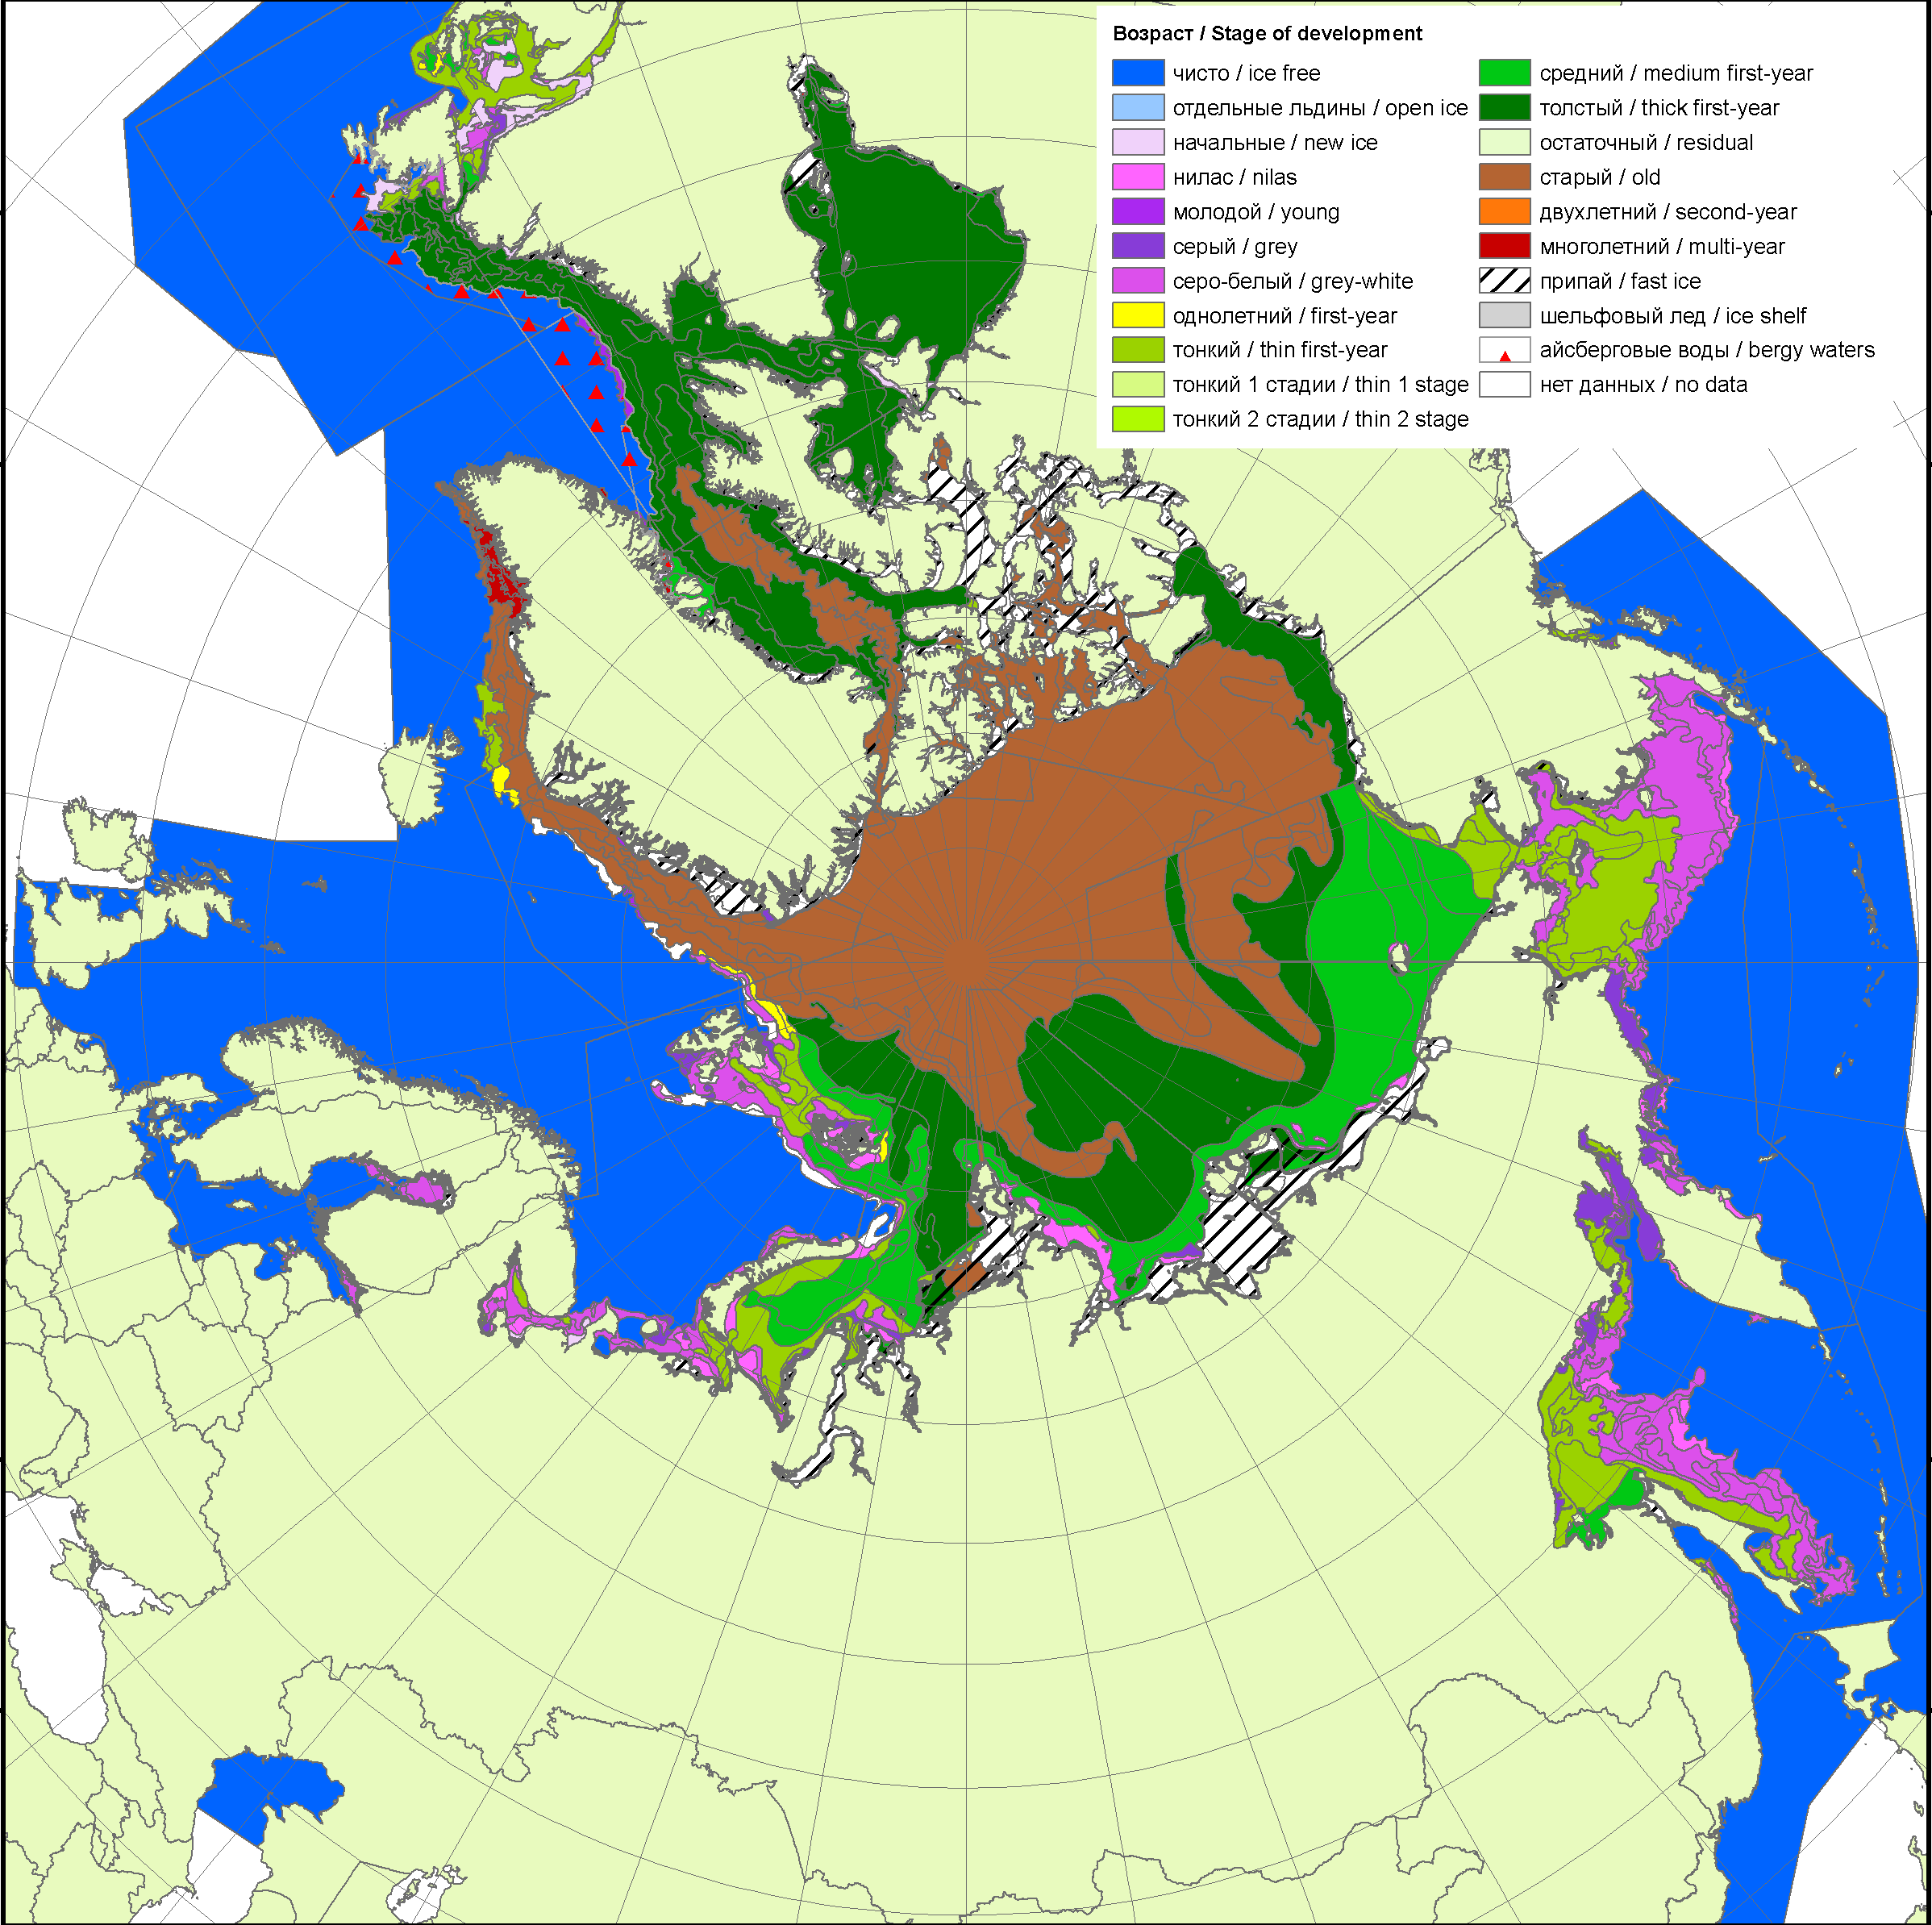 Возраст / Stage of development
чисто / ice free
отдельные льдины / open ice
начальные / new ice
нилас / nilas
молодой / young
серый / grey
серо-белый / grey-white
однолетний / first-year
тонкий / thin first-year
тонкий 1 стадии / thin 1 stage
тонкий 2 стадии / thin 2 stage
средний / medium first-year
толстый / thick first-year
остаточный / residual
старый / old
двухлетний / second-year
многолетний / multi-year
припай / fast ice
шельфовый лед / ice shelf
айсберговые воды / bergy waters
нет данных / no data